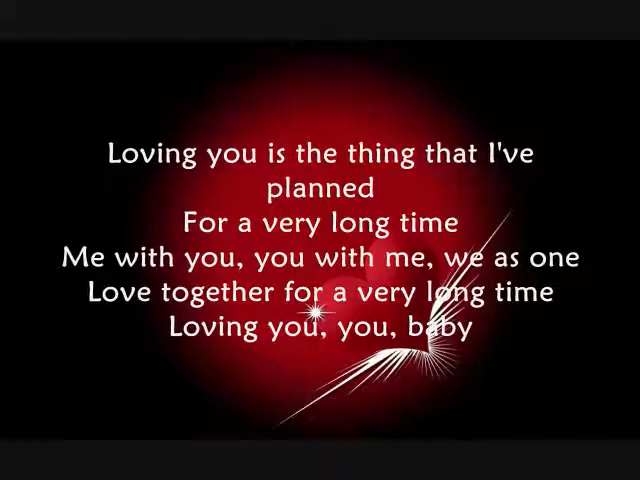 Loving you is the thing that I've
planned
For a very long time
Me with you, you with me, we as one
Love together for a very long time
Loving you, you, baby